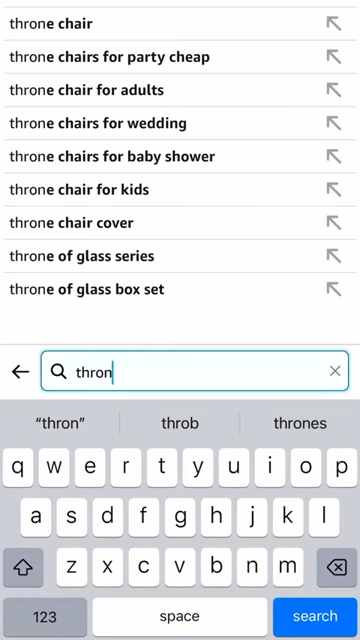 throne chair
throne chairs for party cheap
throne chair for adults
throne chairs for wedding
throne chairs for baby shower
throne chair for kids
throne chair cover
throne of glass series
throne of glass box set
thron
"thron" throb thrones
q w e r t y u i o p
a s d f g h j k l
z x c v b n m
123 space search